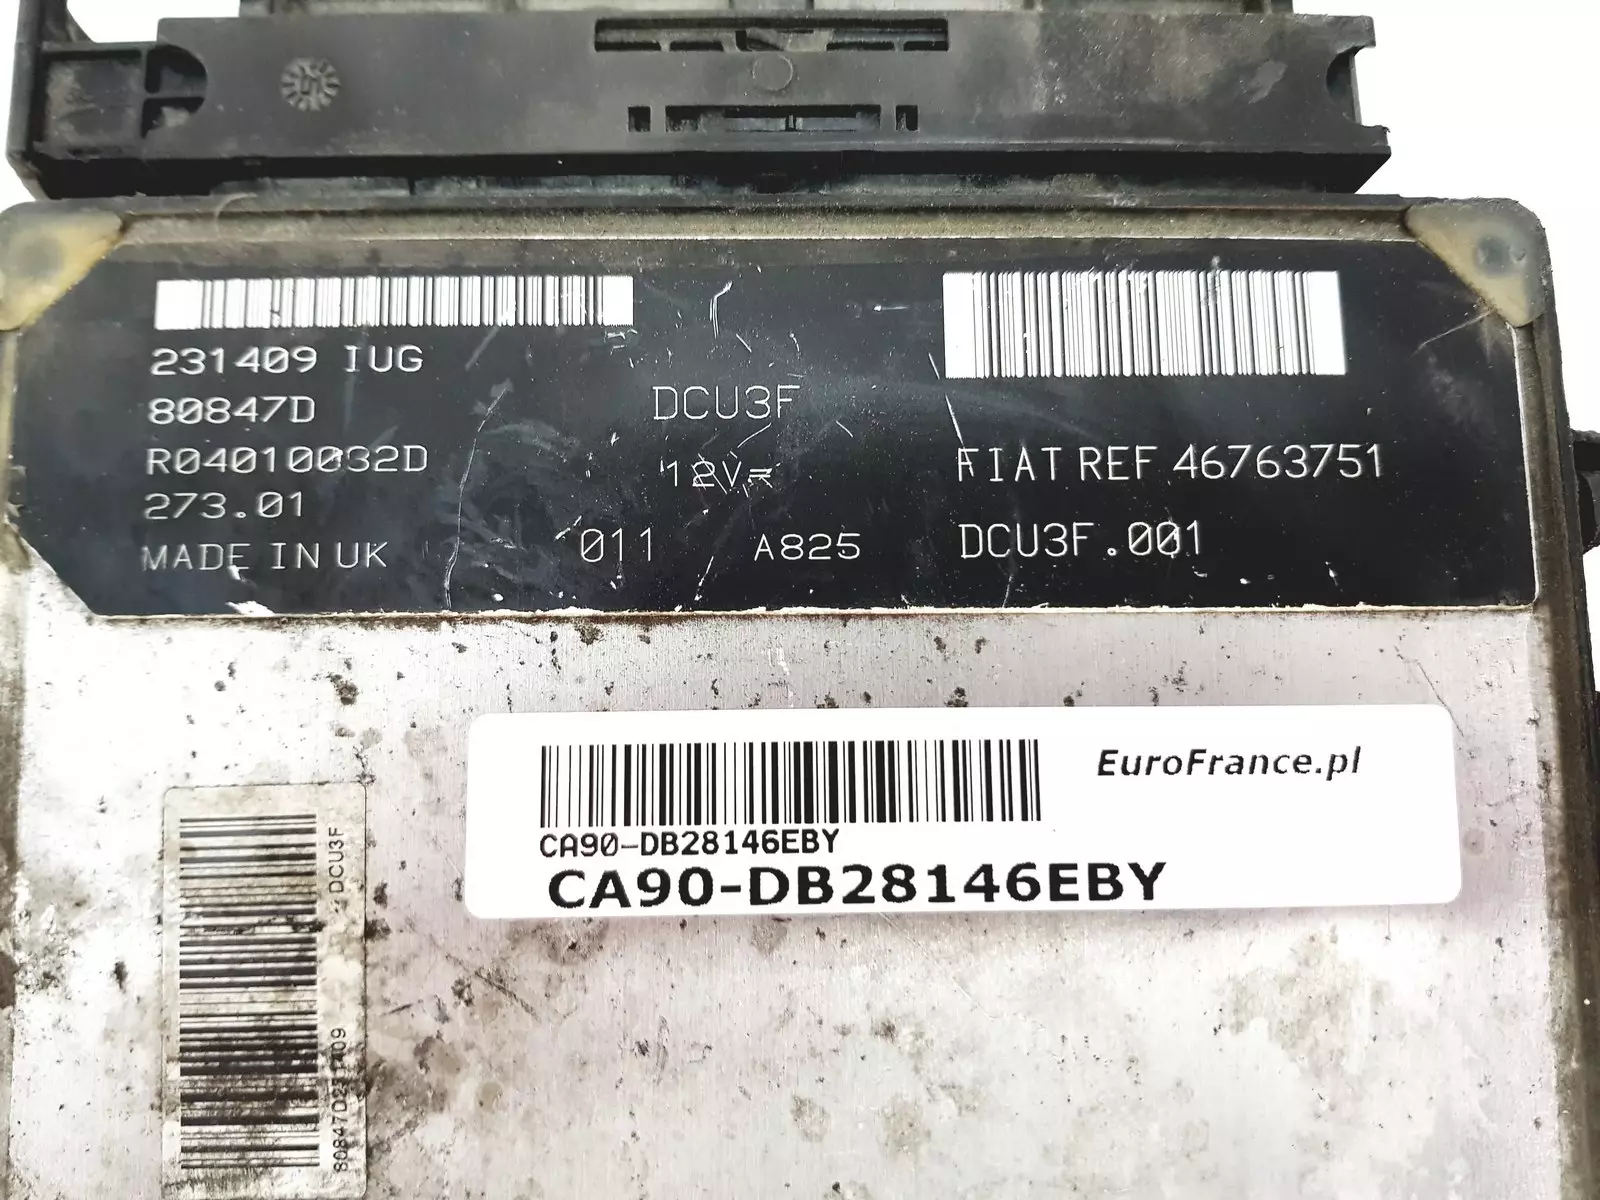 231409 IUG
80847D
R04010032D
273.01
MADE IN UK
DCU3F
12V
011
A825
FIAT REF 46763751
DCU3F.001
EuroFrance.pl
CA90-DB28146EBY
CA90-DB28146EBY
DCU3F